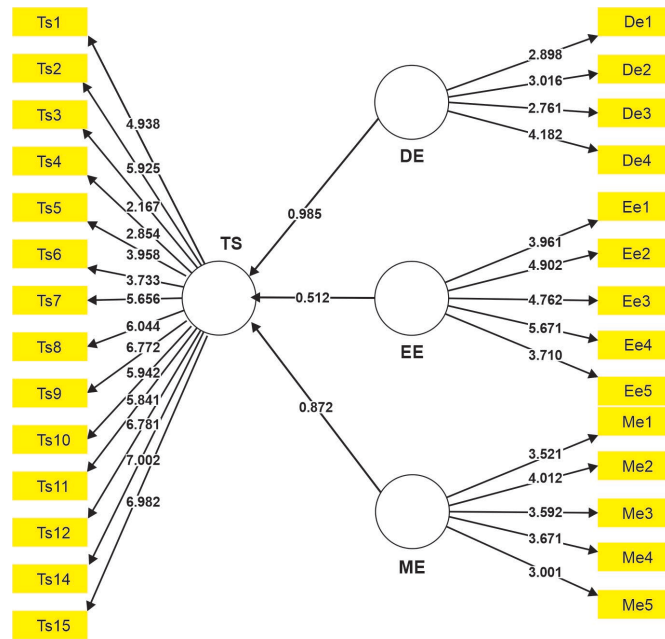 Ts1
Ts2
Ts3
Ts4
Ts5
Ts6
Ts7
Ts8
Ts9
Ts10
Ts11
Ts12
Ts14
Ts15
4.938
5.925
2.167
2.854
3.958
3.733
5.656
6.044
6.772
5.942
5.841
6.781
7.002
6.982
TS
0.985
0.512
0.872
DE
EE
ME
2.898
3.016
2.761
4.182
3.961
4.902
4.762
5.671
3.710
3.521
4.012
3.592
3.671
3.001
De1
De2
De3
De4
Ee1
Ee2
Ee3
Ee4
Ee5
Me1
Me2
Me3
Me4
Me5